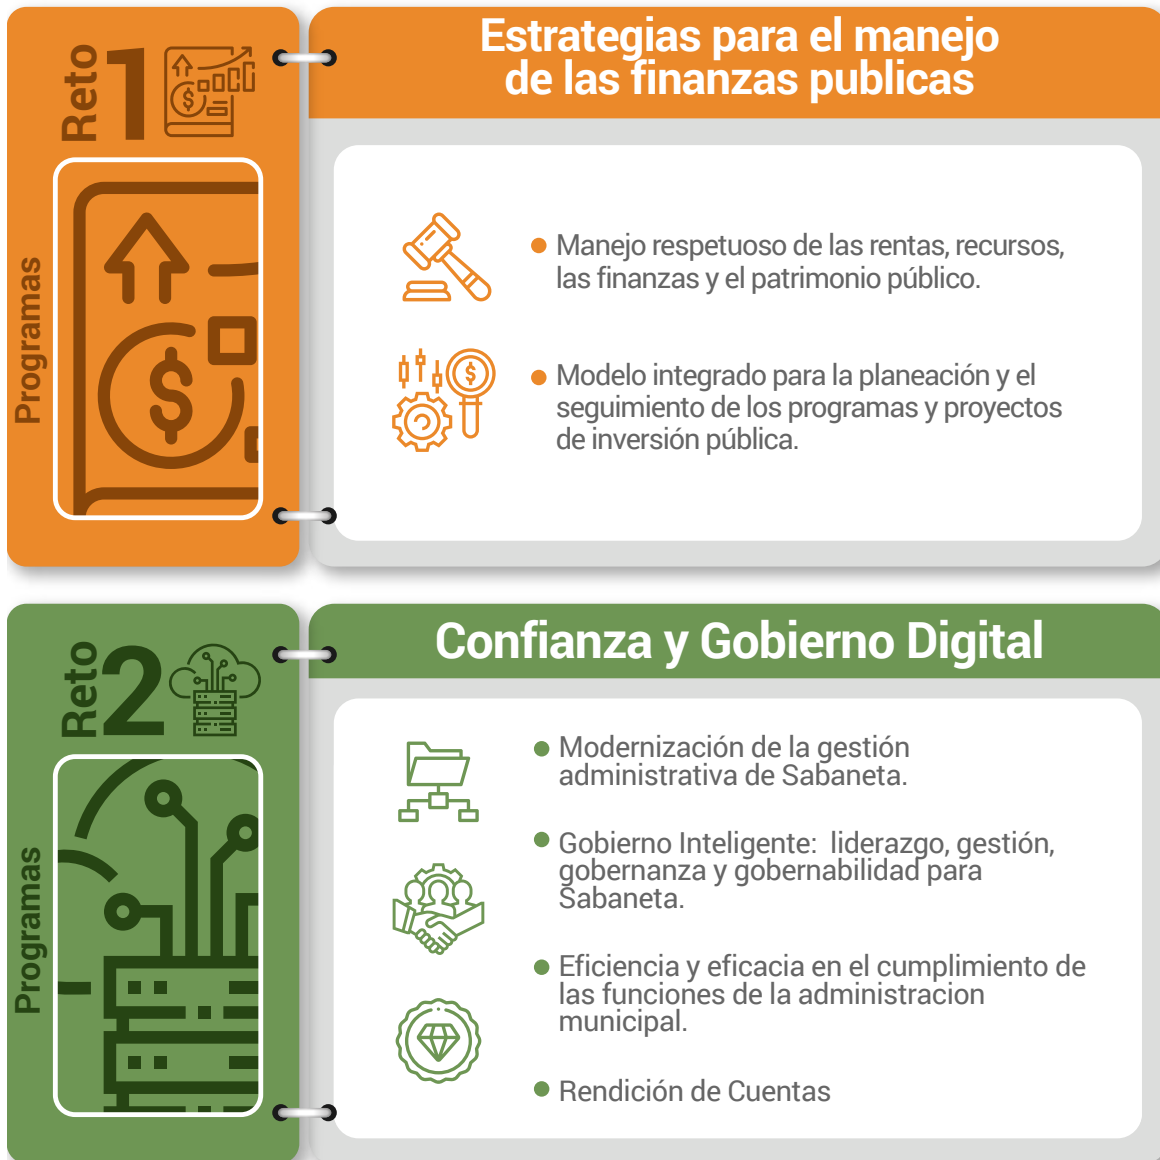 Reto 1
Estrategias para el manejo
de las finanzas publicas
Programas
Manejo respetuoso de las rentas, recursos,
las finanzas y el patrimonio público.
Modelo integrado para la planeación y el
seguimiento de los programas y proyectos
de inversión pública.
Reto 2
Confianza y Gobierno Digital
Programas
Modernización de la gestión
administrativa de Sabaneta.
Gobierno Inteligente:  liderazgo, gestión,
gobernanza y gobernabilidad para
Sabaneta.
Eficiencia y eficacia en el cumplimiento de
las funciones de la administracion
municipal.
Rendición de Cuentas